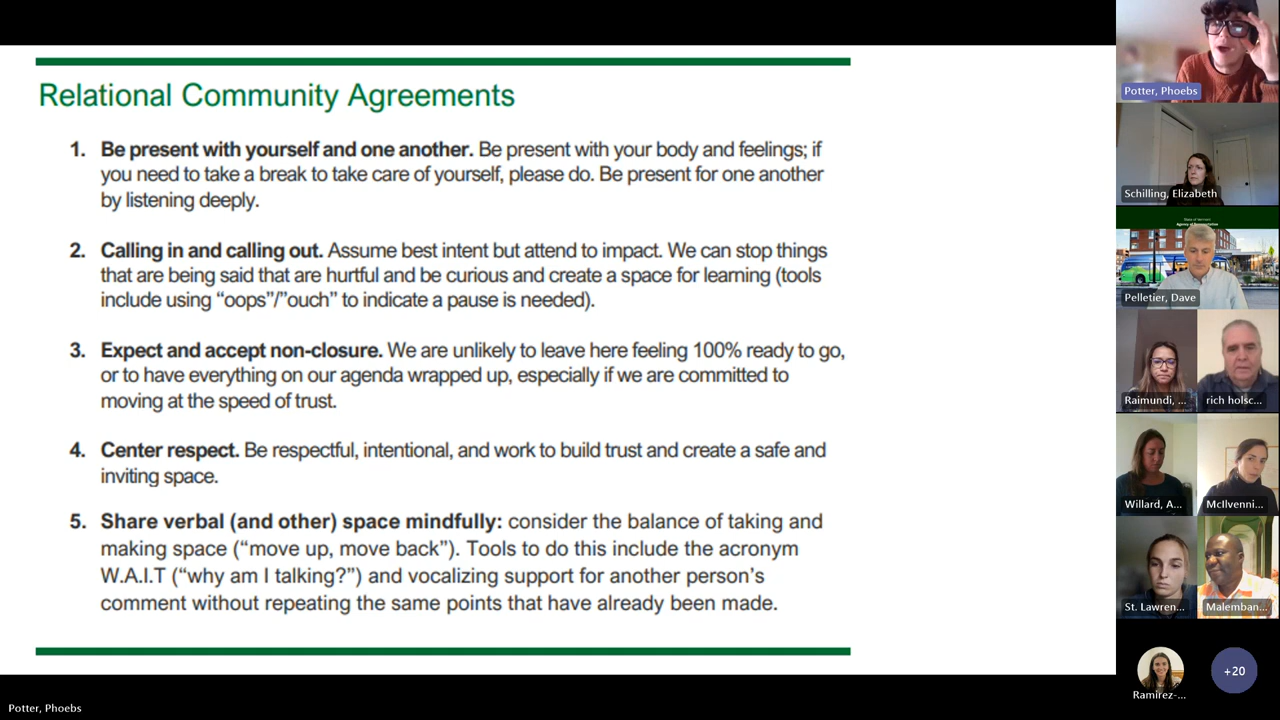 Relational Community Agreements
1. Be present with yourself and one another. Be present with your body and feelings; if
you need to take a break to take care of yourself, please do. Be present for one another
by listening deeply.
2. Calling in and calling out. Assume best intent but attend to impact. We can stop things
that are being said that are hurtful and be curious and create a space for learning (tools
include using “oops”/”ouch” to indicate a pause is needed).
3. Expect and accept non-closure. We are unlikely to leave here feeling 100% ready to go,
or to have everything on our agenda wrapped up, especially if we are committed to
moving at the speed of trust.
4. Center respect. Be respectful, intentional, and work to build trust and create a safe and
inviting space.
5. Share verbal (and other) space mindfully: consider the balance of taking and
making space (“move up, move back”). Tools to do this include the acronym
W.A.I.T (“why am I talking?”) and vocalizing support for another person’s
comment without repeating the same points that have already been made.
Potter, Phoebs
Schilling, Elizabeth
State of Vermont
Agency of Transportation
Pelletier, Dave
Raimundi, ...
rich holsc...
Willard, A...
McIlvenni...
St. Lawren...
Malemban...
Ramirez-...
+20
Potter, Phoebs